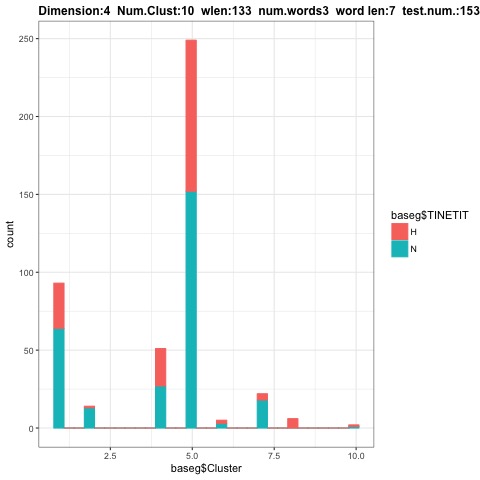 Dimension:4 Num.Clust:10 wlen:133 num.words3 word len:7 test.num.:153
250
200
150
100
50
0
count
2.5 5.0 7.5 10.0
baseg$Cluster
baseg$TINETIT
H
N